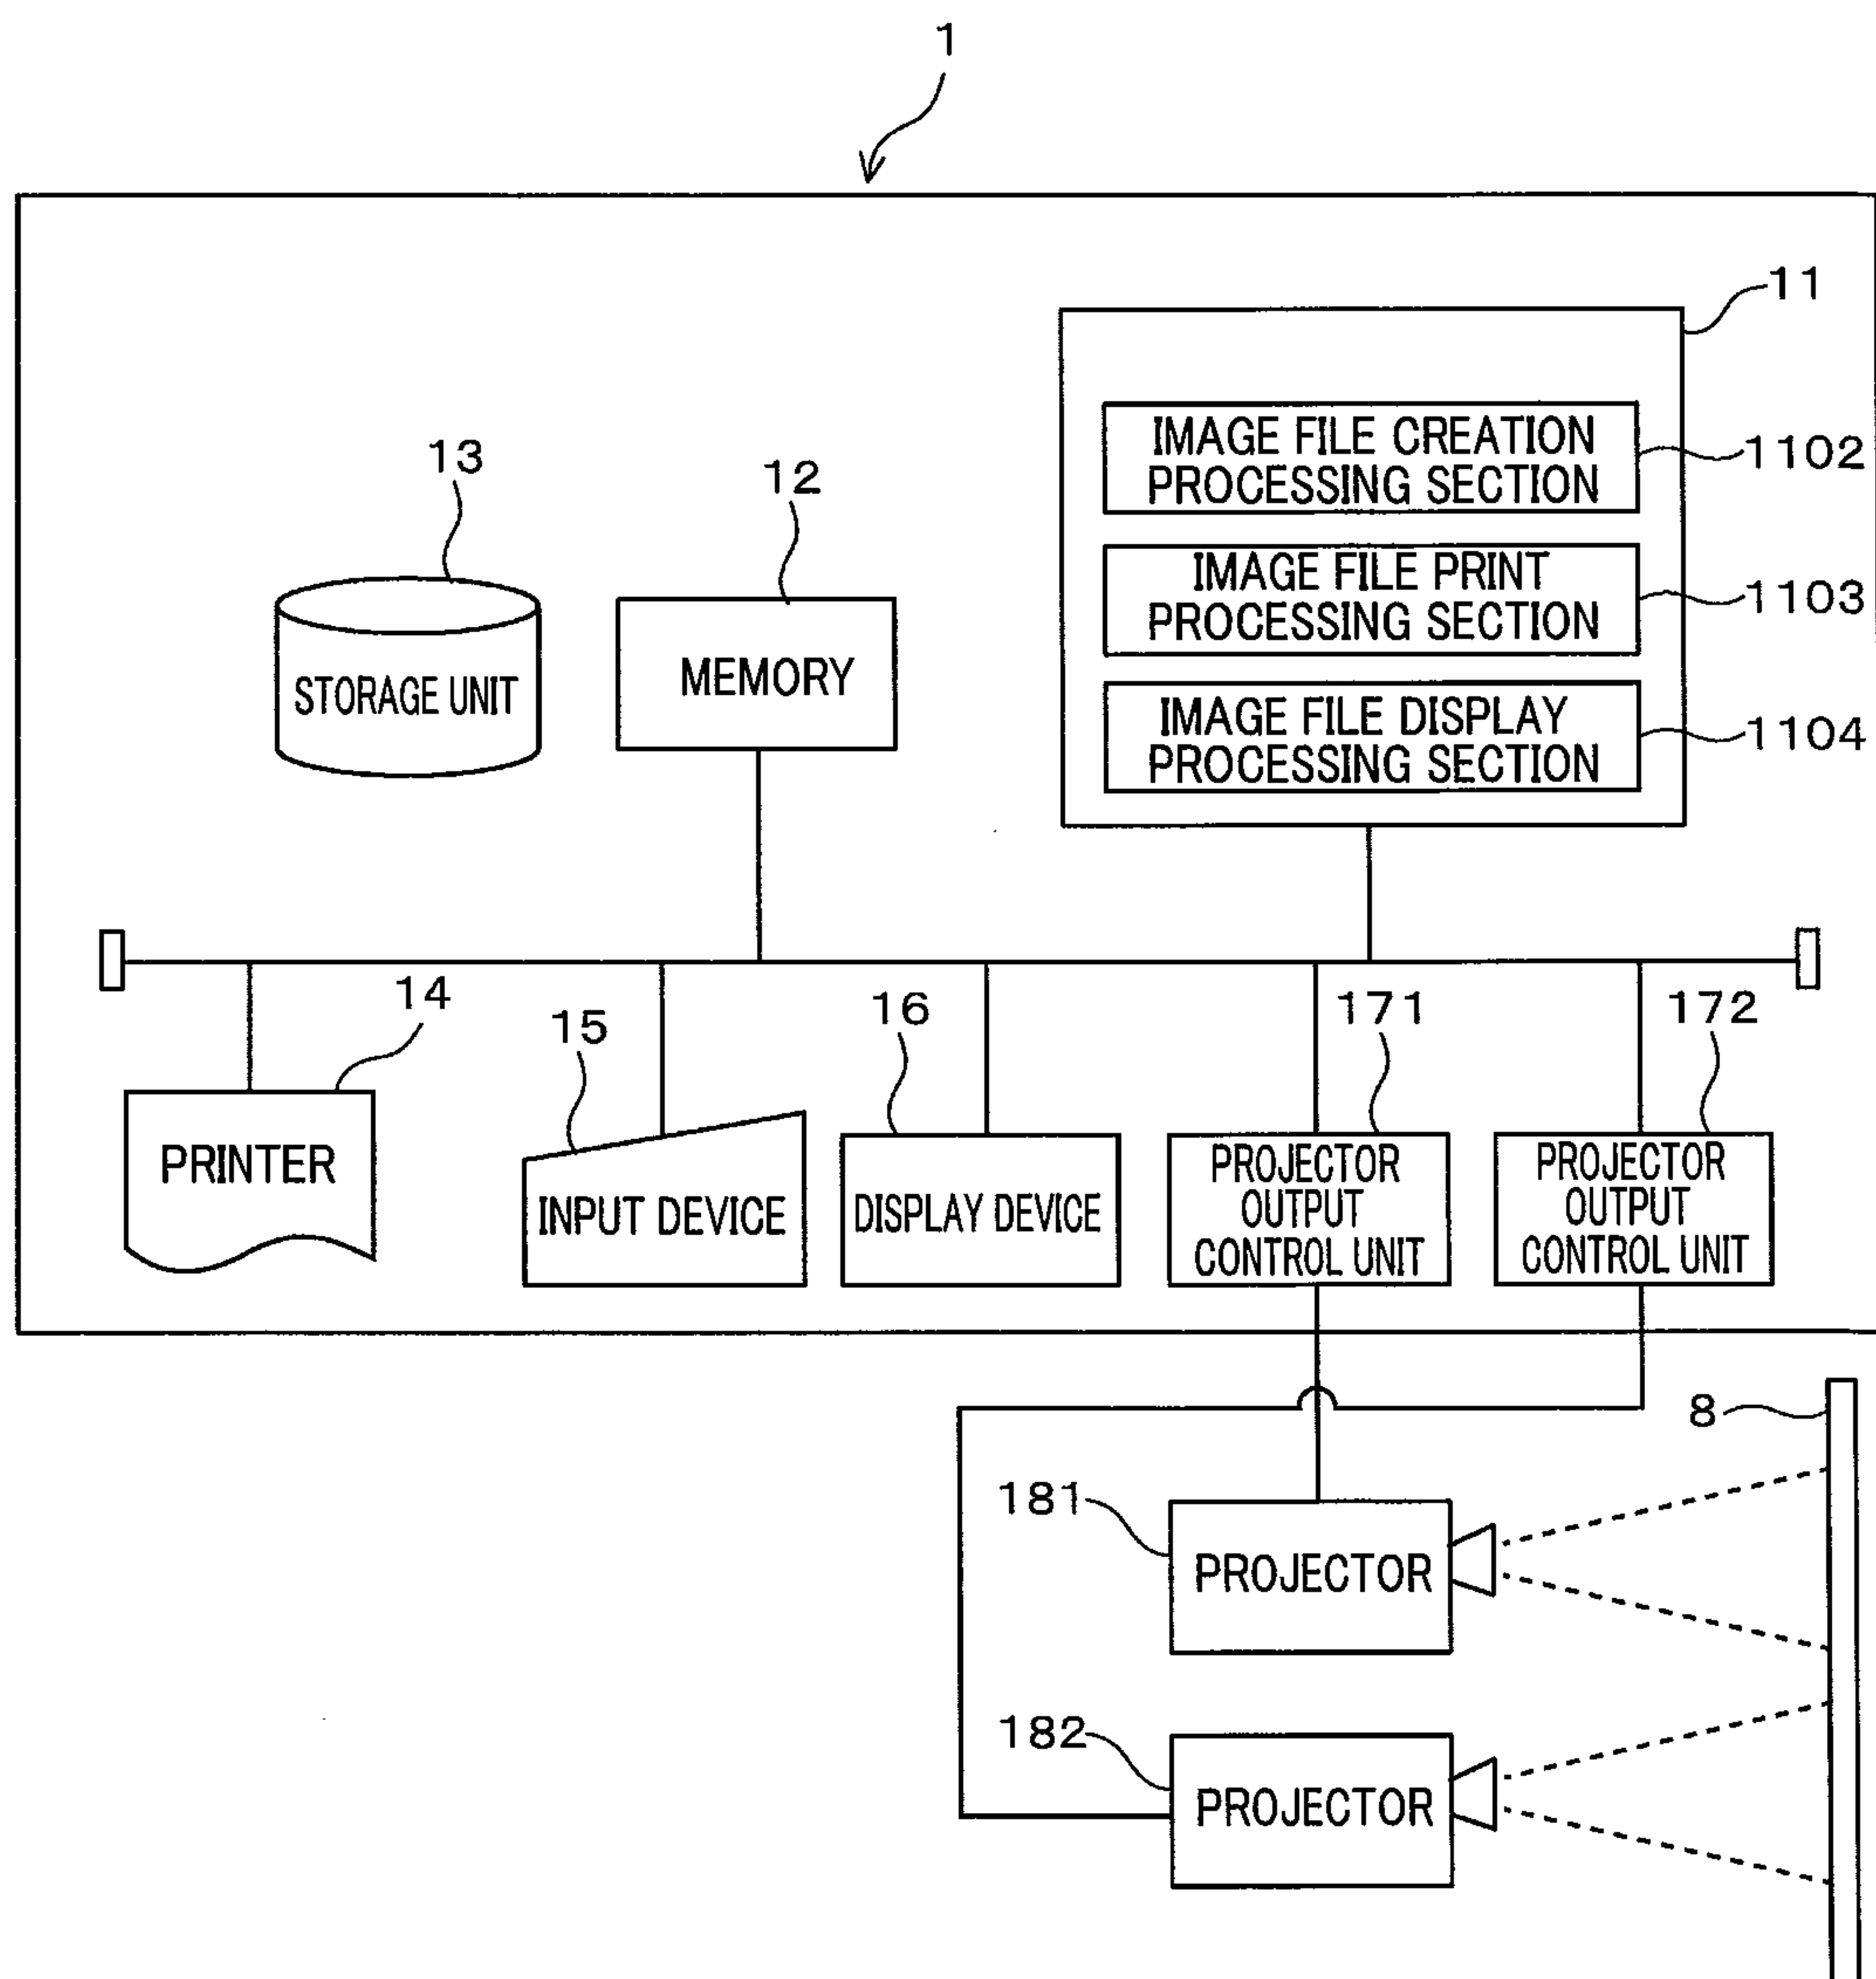 1
11
IMAGE FILE CREATION
PROCESSING SECTION
1102
IMAGE FILE PRINT
PROCESSING SECTION
1103
IMAGE FILE DISPLAY
PROCESSING SECTION
1104
13
STORAGE UNIT
12
MEMORY
14
PRINTER
15
INPUT DEVICE
16
DISPLAY DEVICE
171
PROJECTOR
OUTPUT
CONTROL UNIT
172
PROJECTOR
OUTPUT
CONTROL UNIT
8
181
PROJECTOR
182
PROJECTOR